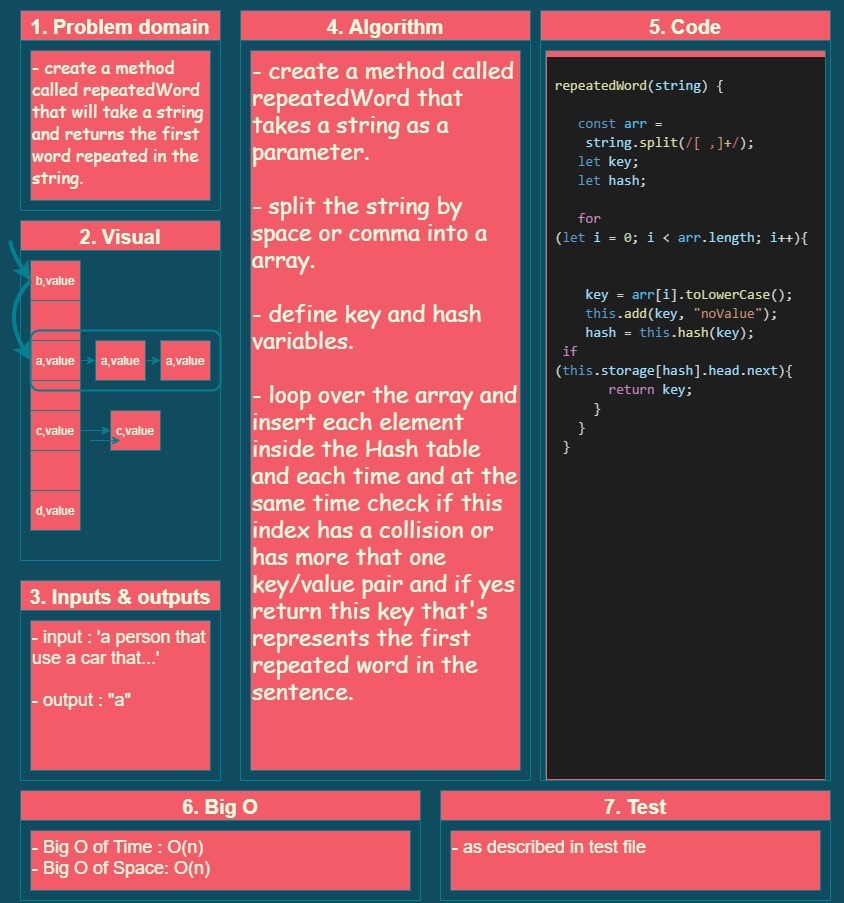 1. Problem domain
- create a method
called repeatedWord
that will take a string
and returns the first
word repeated in the
string.
2. Visual
b,value
a,value
a,value
a,value
c,value
c,value
d,value
3. Inputs & outputs
- input : 'a person that
use a car that...'
- output : "a"
4. Algorithm
- create a method called
repeatedWord that
takes a string as a
parameter.
- split the string by
space or comma into a
array.
- define key and hash
variables.
- loop over the array and
insert each element
inside the Hash table
and each time and at the
same time check if this
index has a collision or
has more that one
key/value pair and if yes
return this key that's
represents the first
repeated word in the
sentence.
5. Code
repeatedWord(string) {
const arr =
string.split(/[ ,]+/);
let key;
let hash;
for
(let i = 0; i < arr.length; i++){
key = arr[i].toLowerCase();
this.add(key, "noValue");
hash = this.hash(key);
if
(this.storage[hash].head.next){
return key;
}
}
}
6. Big O
- Big O of Time : O(n)
- Big O of Space: O(n)
7. Test
- as described in test file